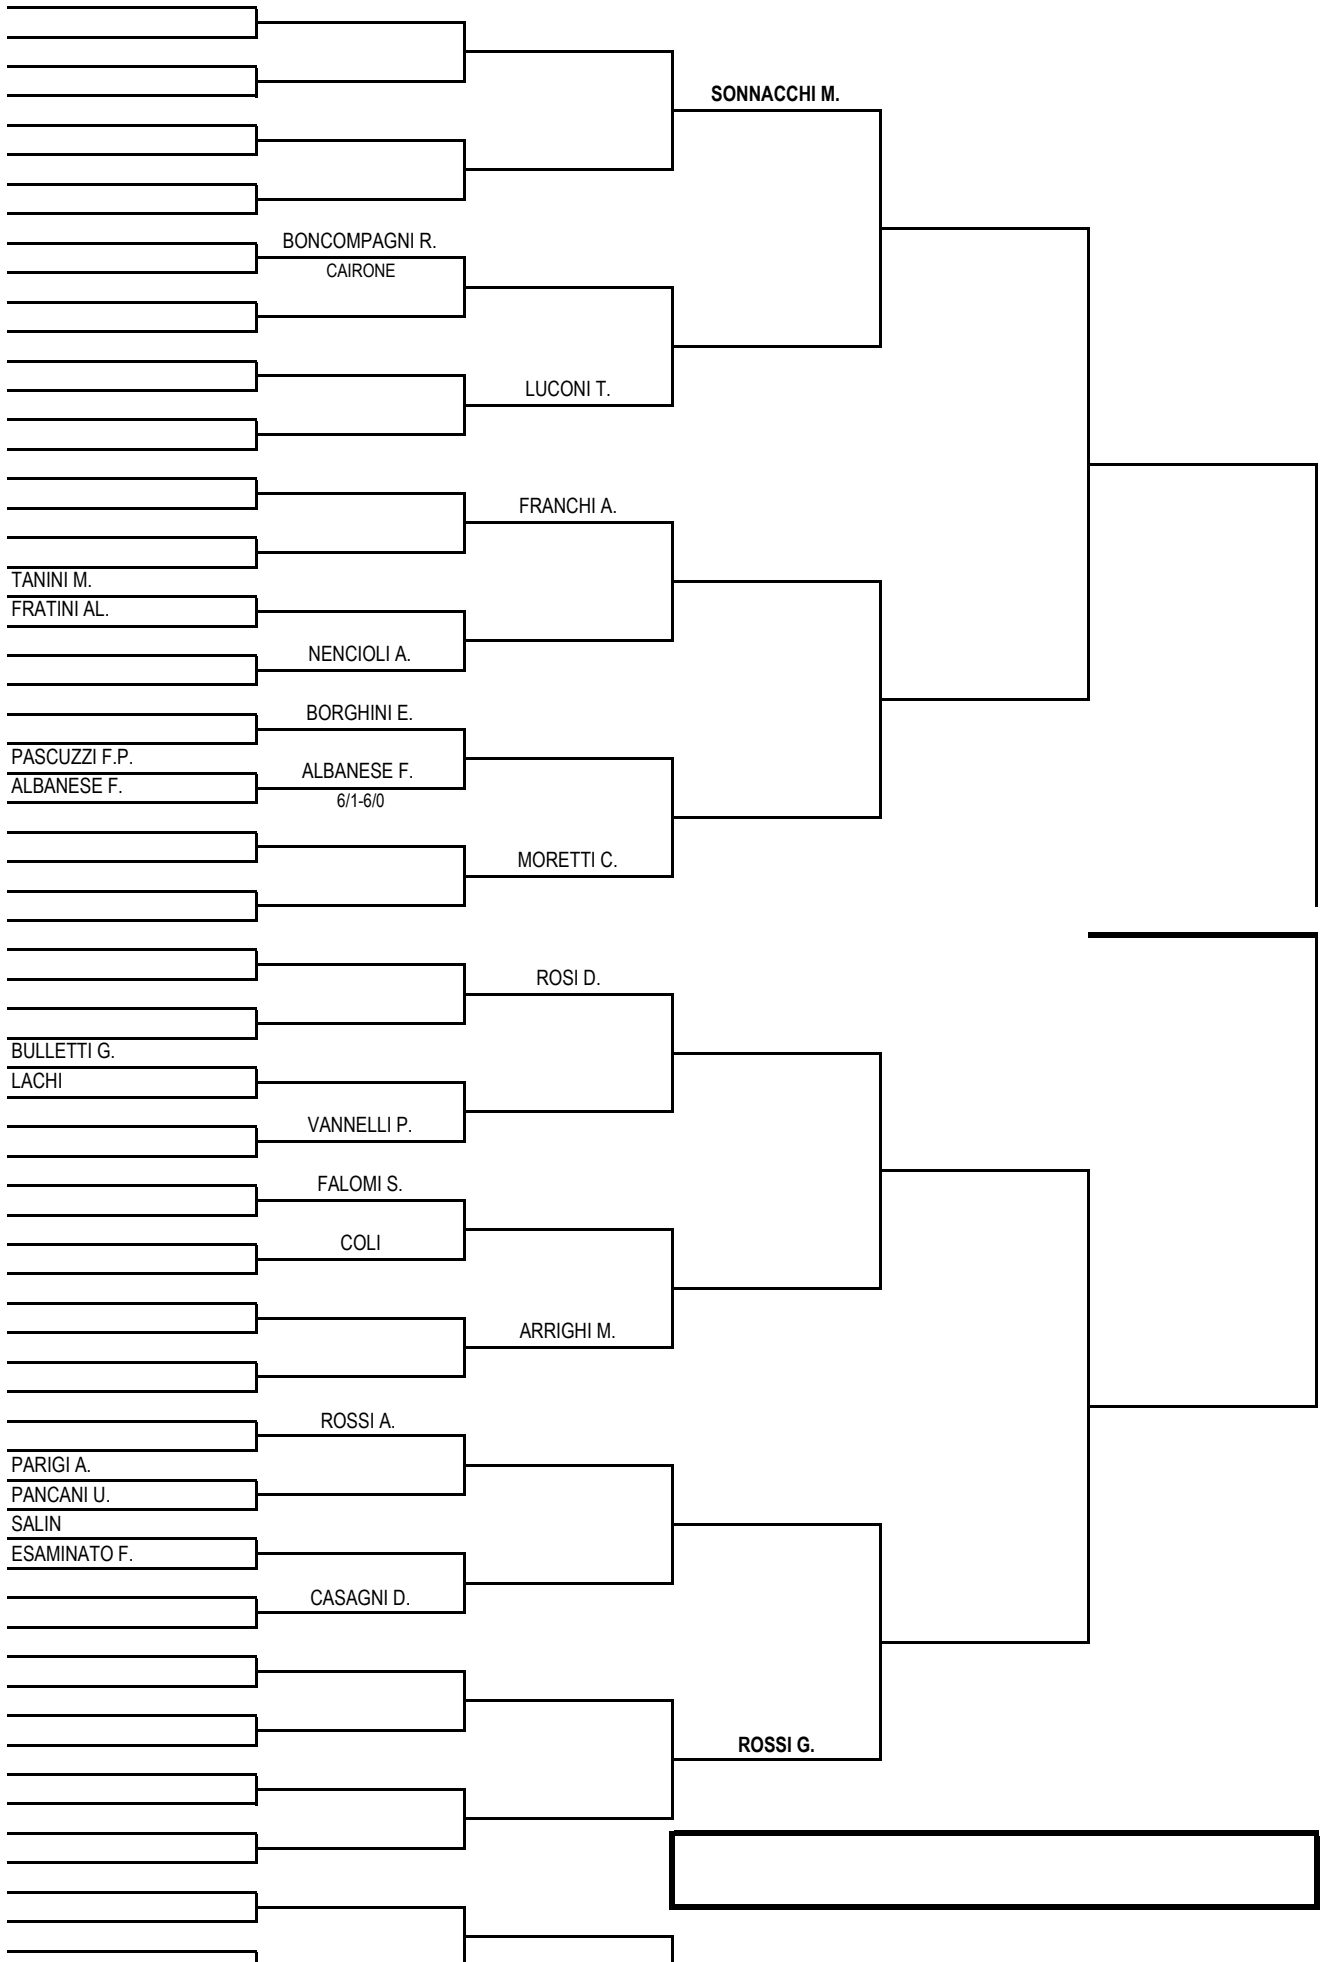 SONNACCHI M.
BONCOMPAGNI R.
CAIRONE
LUCONI T.
FRANCHI A.
TANINI M.
FRATINI AL.
NENCIOLI A.
BORGHINI E.
PASCUZZI F.P.
ALBANESE F.
ALBANESE F.
6/1-6/0
MORETTI C.
ROSI D.
BULLETTI G.
LACHI
VANNELLI P.
FALOMI S.
COLI
ARRIGHI M.
ROSSI A.
PARIGI A.
PANCANI U.
SALIN
ESAMINATO F.
CASAGNI D.
ROSSI G.